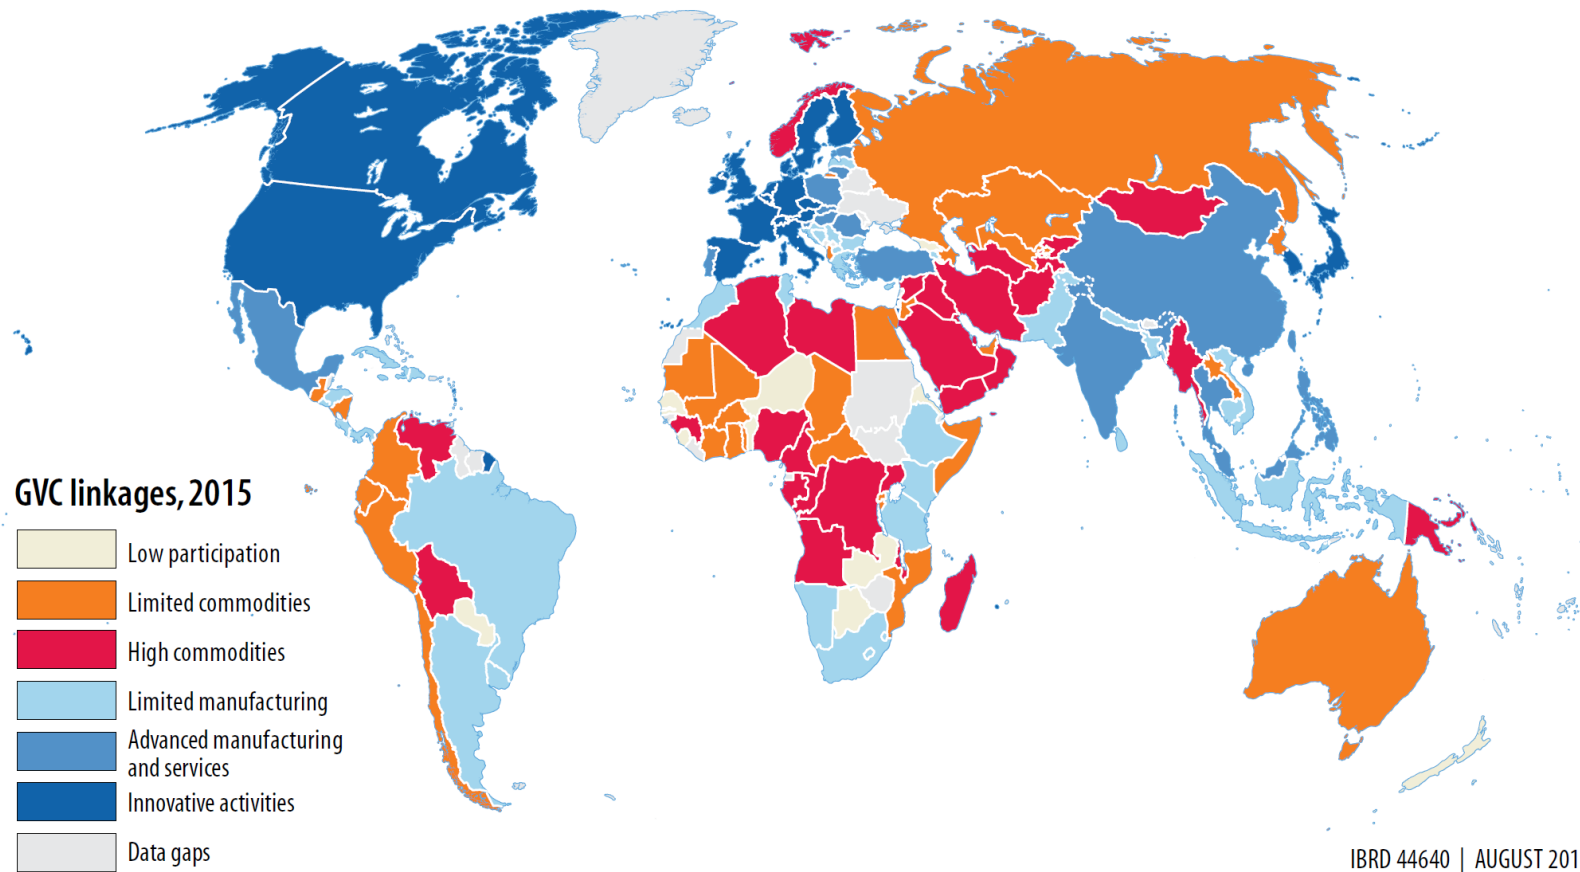 GVC linkages, 2015
Low participation
Limited commodities
High commodities
Limited manufacturing
Advanced manufacturing
and services
Innovative activities
Data gaps
IBRD 44640 | AUGUST 201